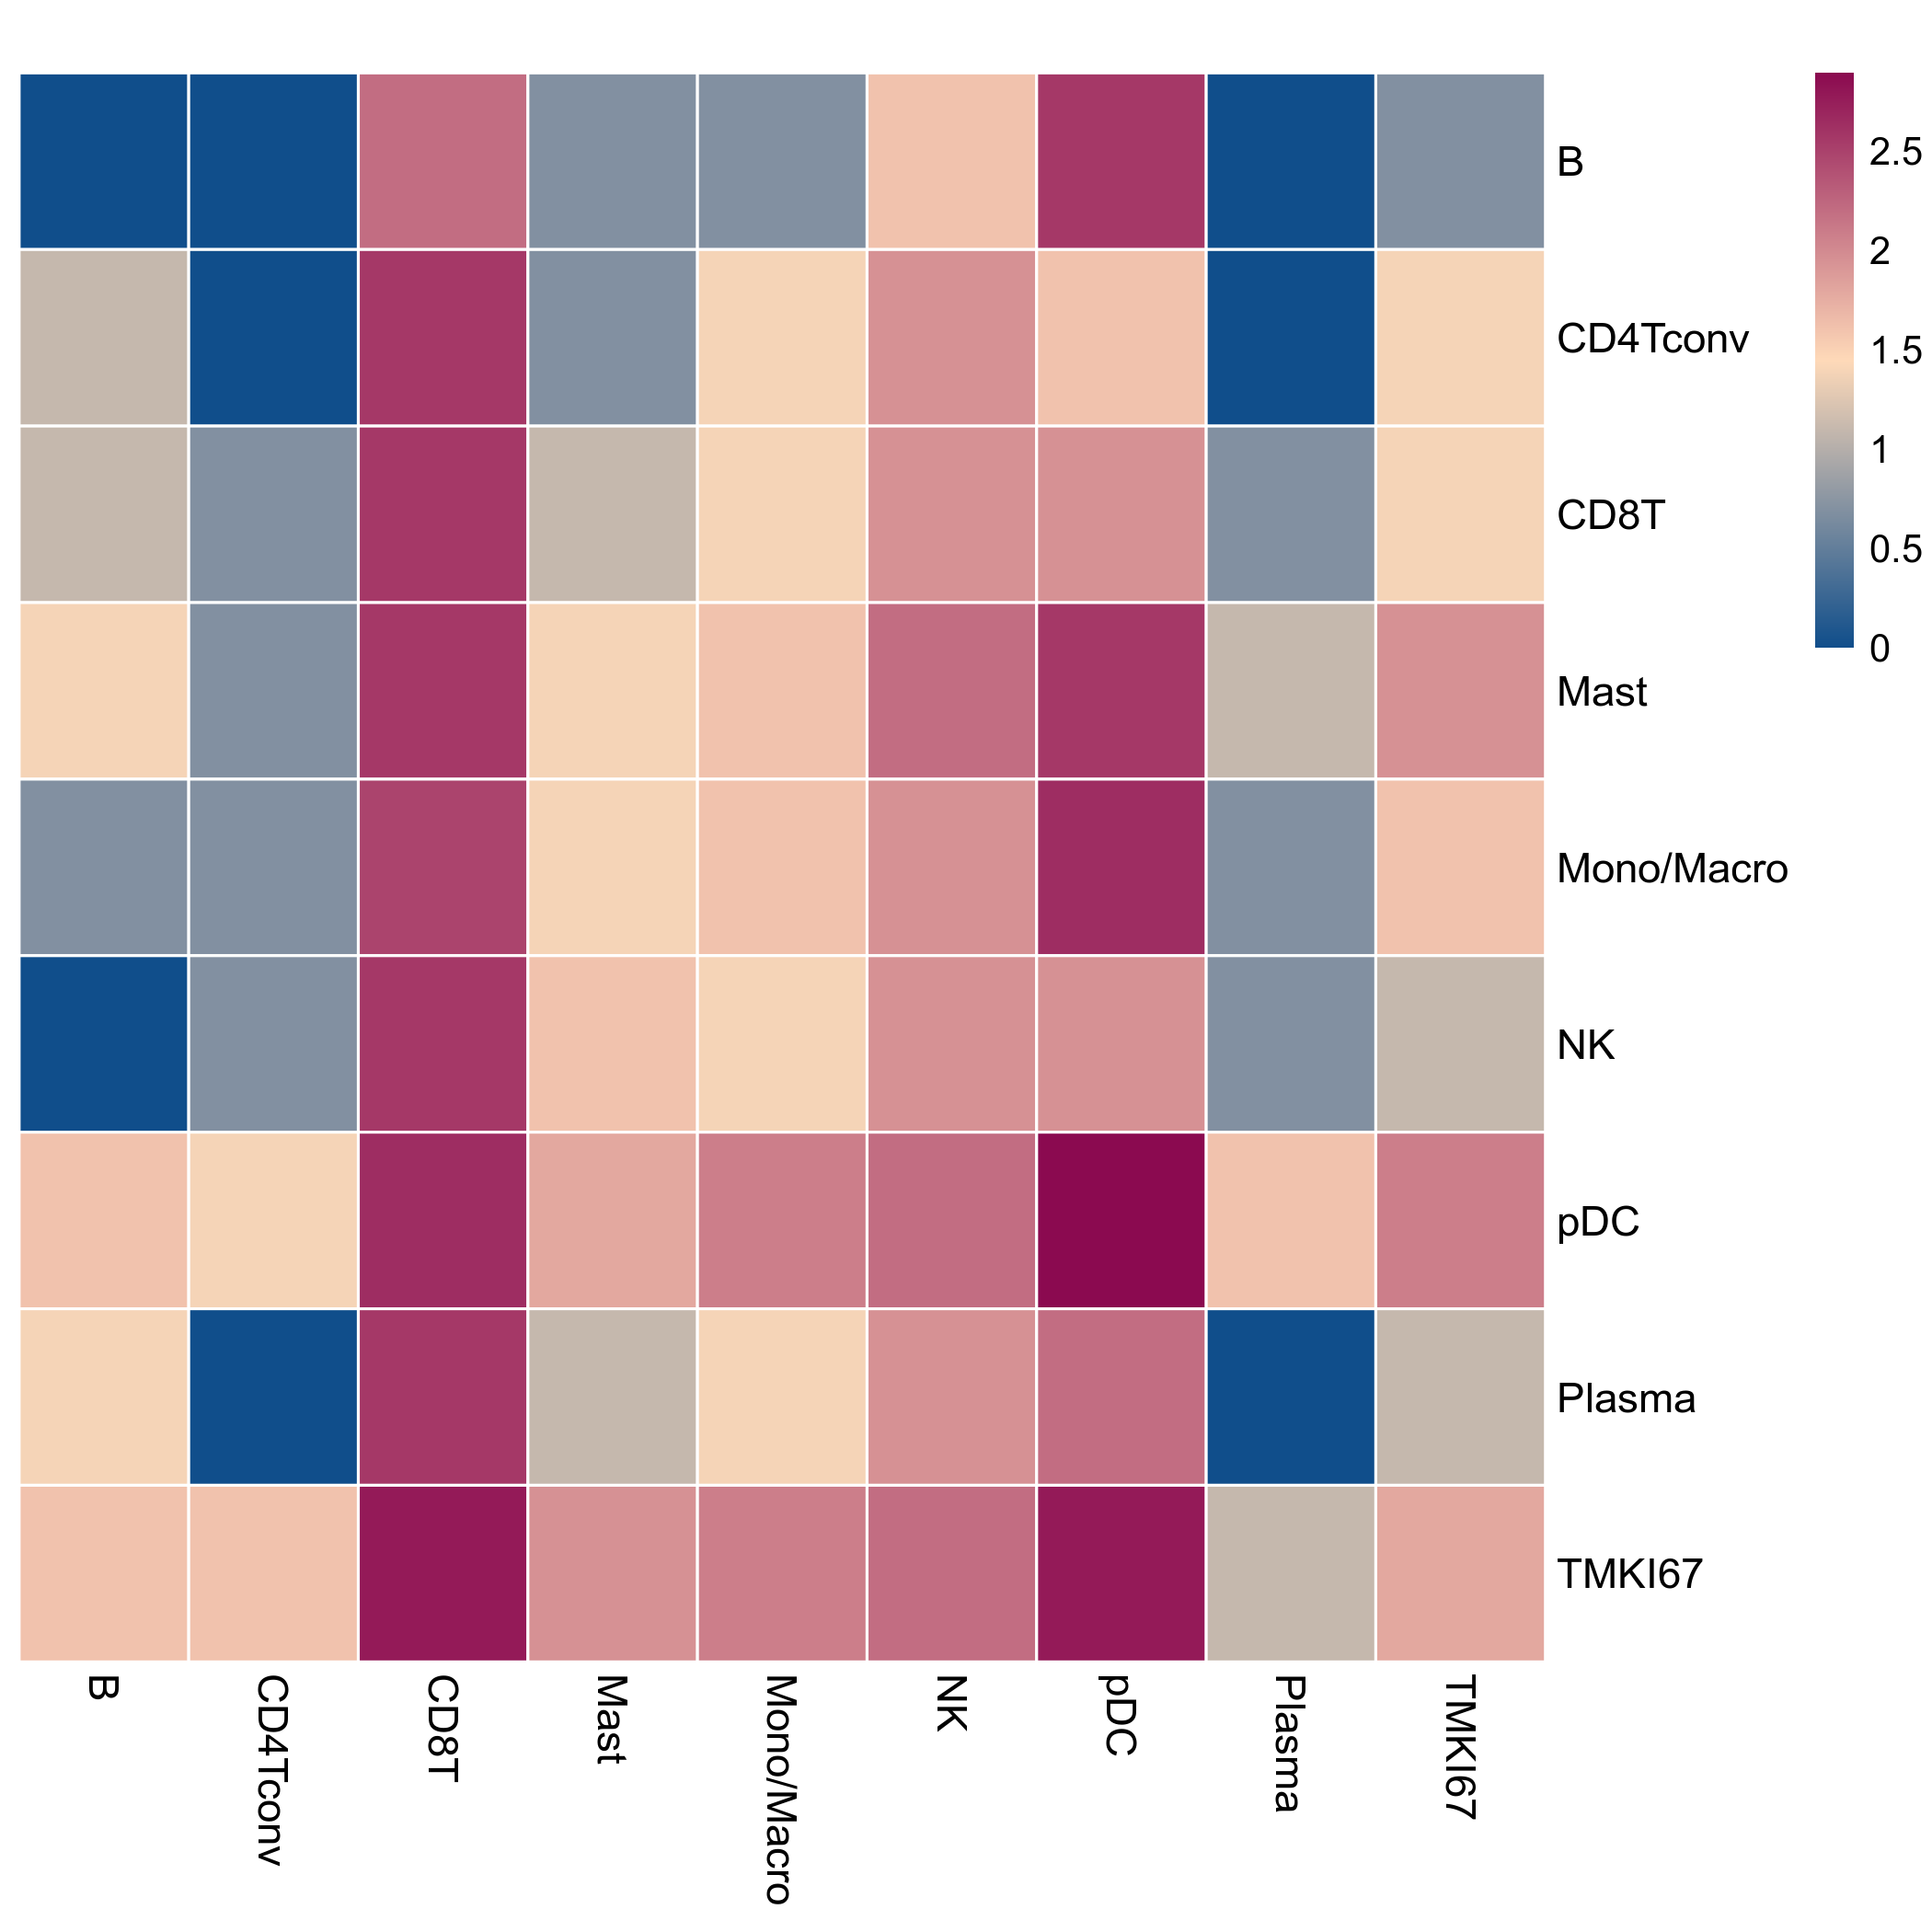 B
CD4Tconv
CD8T
Mast
Mono/Macro
NK
pDC
Plasma
TMKI67
2.5
2
1.5
1
0.5
0
B
CD4Tconv
CD8T
Mast
Mono/Macro
NK
pDC
Plasma
TMKI67